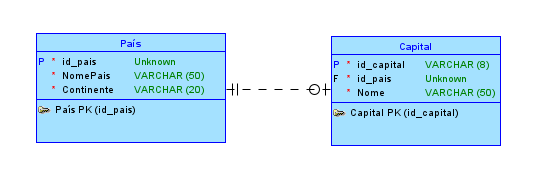 País
P * id_pais Unknown
* NomePais VARCHAR (50)
* Continente VARCHAR (20)
País PK (id_pais)
Capital
P * id_capital VARCHAR (8)
F * id_pais Unknown
* Nome VARCHAR (50)
Capital PK (id_capital)